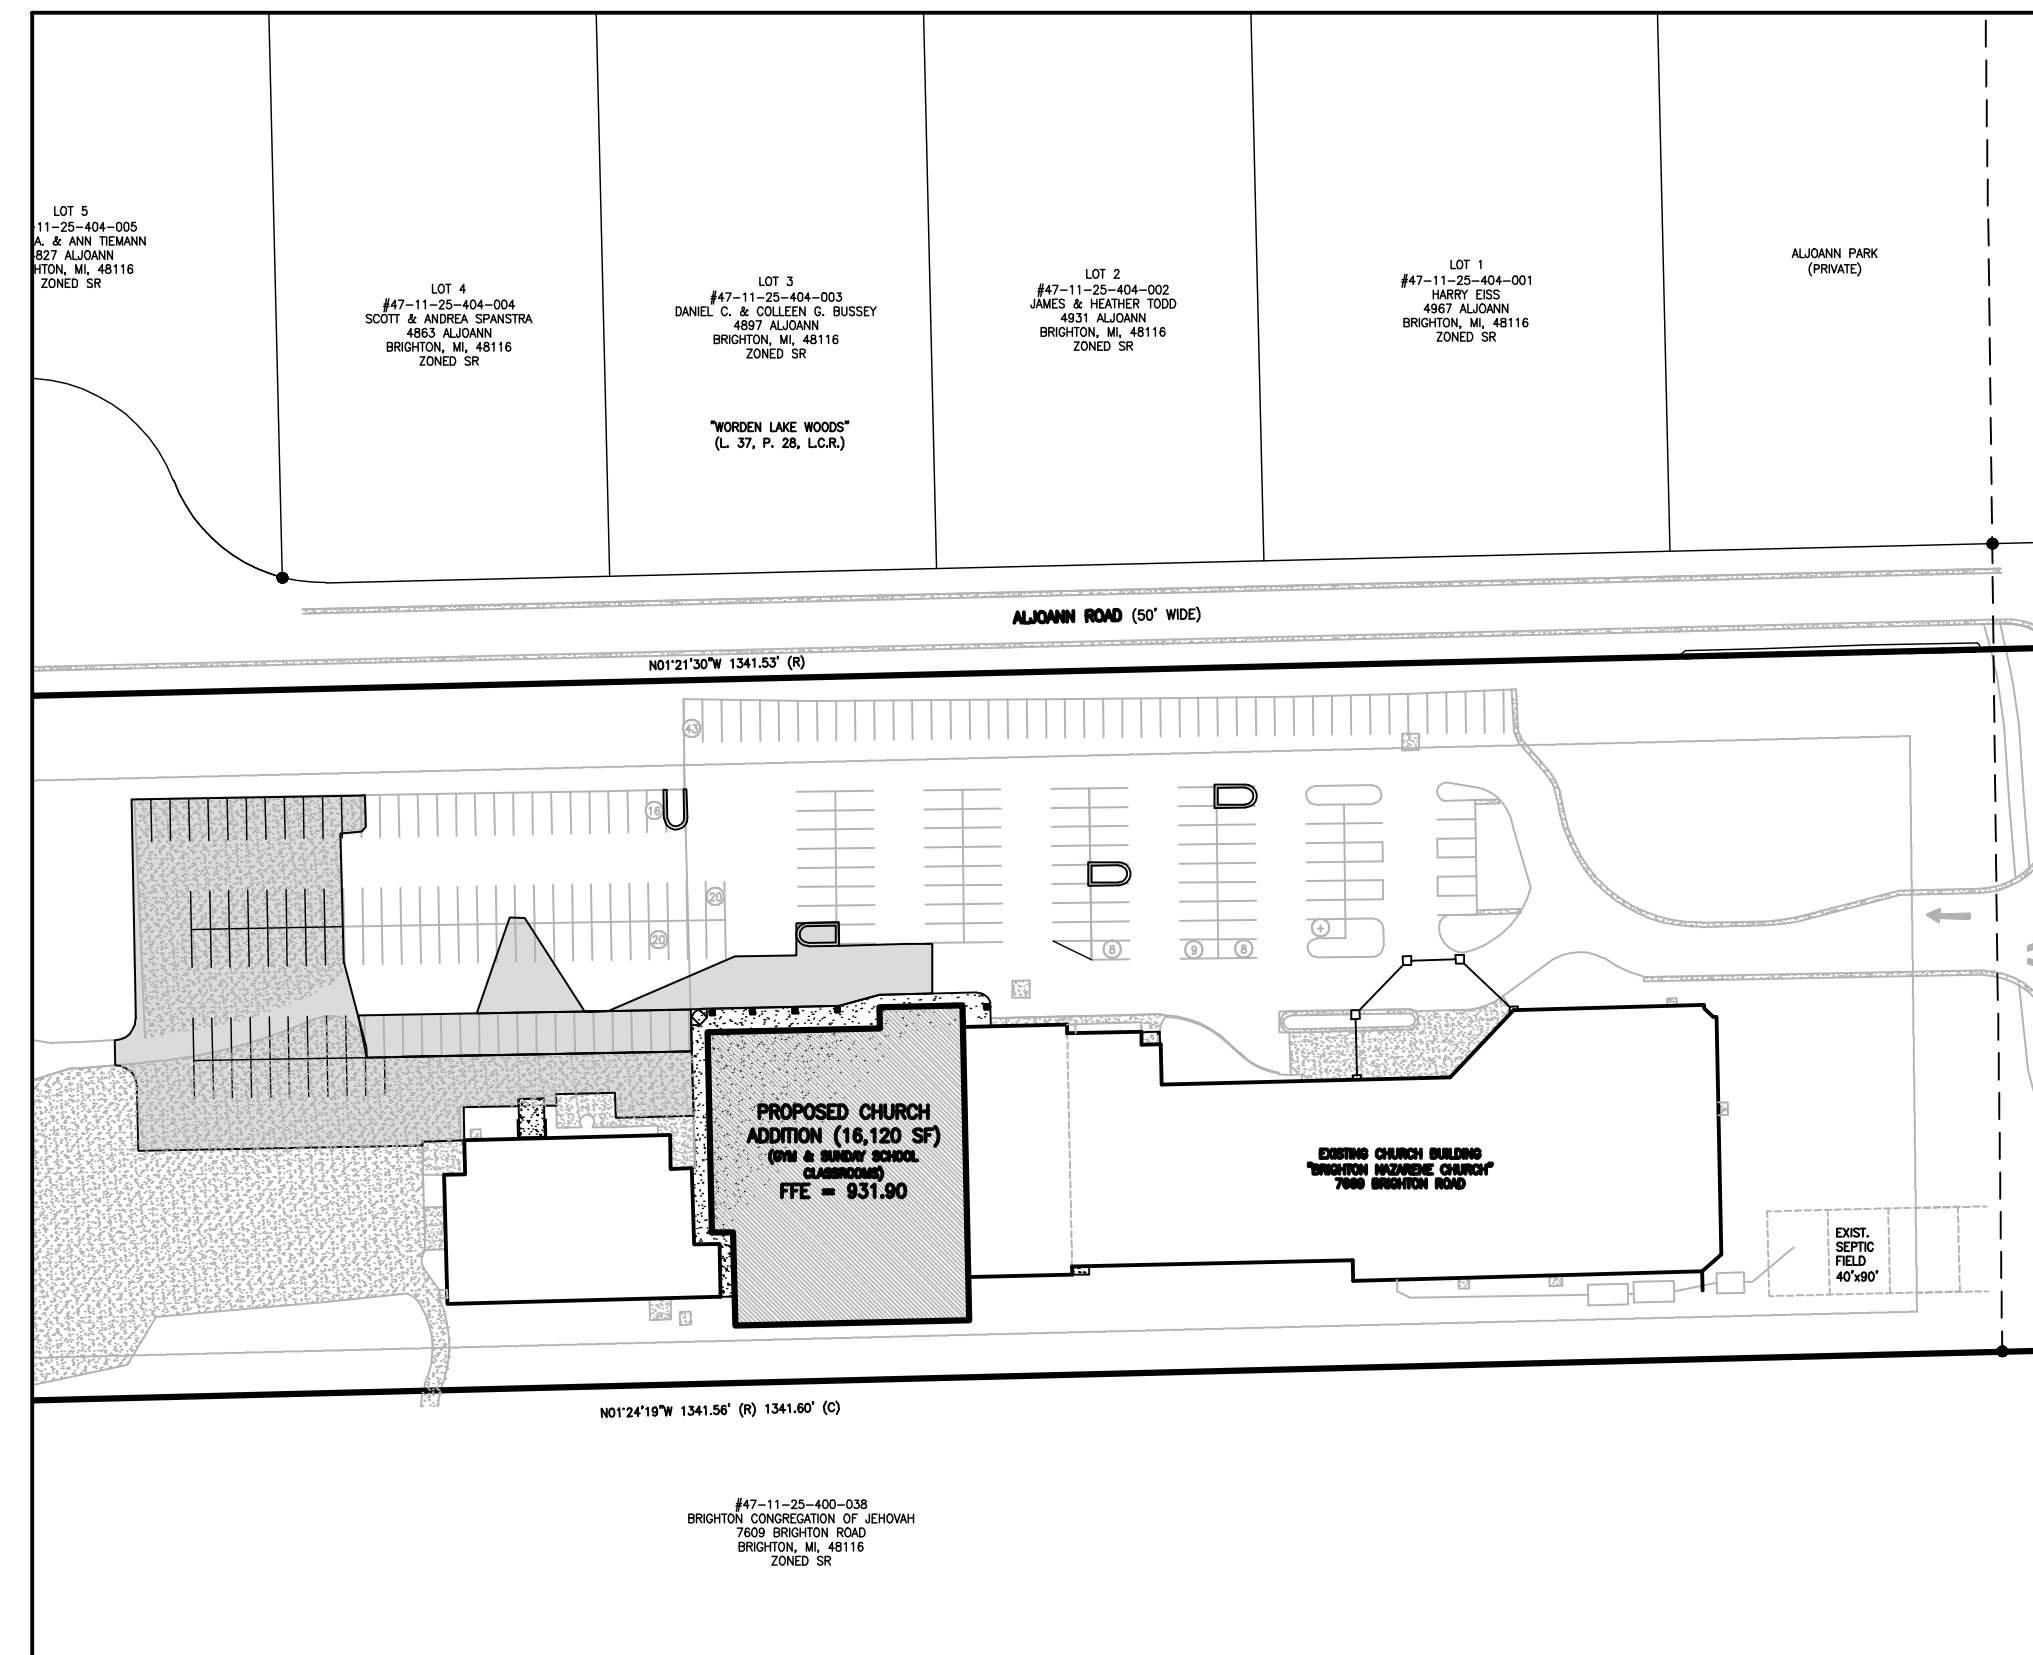 LOT 5
11-25-404-005
A. & ANN TIEMANN
827 ALJOANN
HTON, MI, 48116
ZONED SR
LOT 4
#47-11-25-404-004
SCOTT & ANDREA SPANSTRA
4863 ALJOANN
BRIGHTON, MI, 48116
ZONED SR
LOT 3
#47-11-25-404-003
DANIEL C. & COLLEEN G. BUSSEY
4897 ALJOANN
BRIGHTON, MI, 48116
ZONED SR
"WORDEN LAKE WOODS"
(L. 37, P. 28, L.C.R.)
LOT 2
#47-11-25-404-002
JAMES & HEATHER TODD
4931 ALJOANN
BRIGHTON, MI, 48116
ZONED SR
LOT 1
#47-11-25-404-001
HARRY EISS
4967 ALJOANN
BRIGHTON, MI, 48116
ZONED SR
ALJOANN PARK
(PRIVATE)
ALJOANN ROAD (50' WIDE)
N01°21'30"W 1341.53' (R)
43
16
20
20
8
9
8
+
PROPOSED CHURCH
ADDITION (16,120 SF)
(GYM & SUNDAY SCHOOL
CLASSROOMS)
FFE = 931.90
EXISTING CHURCH BUILDING
"BRIGHTON NAZARENE CHURCH"
7669 BRIGHTON ROAD
EXIST.
SEPTIC
FIELD
40'x90'
N01°24'19"W 1341.56' (R) 1341.60' (C)
#47-11-25-400-038
BRIGHTON CONGREGATION OF JEHOVAH
7609 BRIGHTON ROAD
BRIGHTON, MI, 48116
ZONED SR